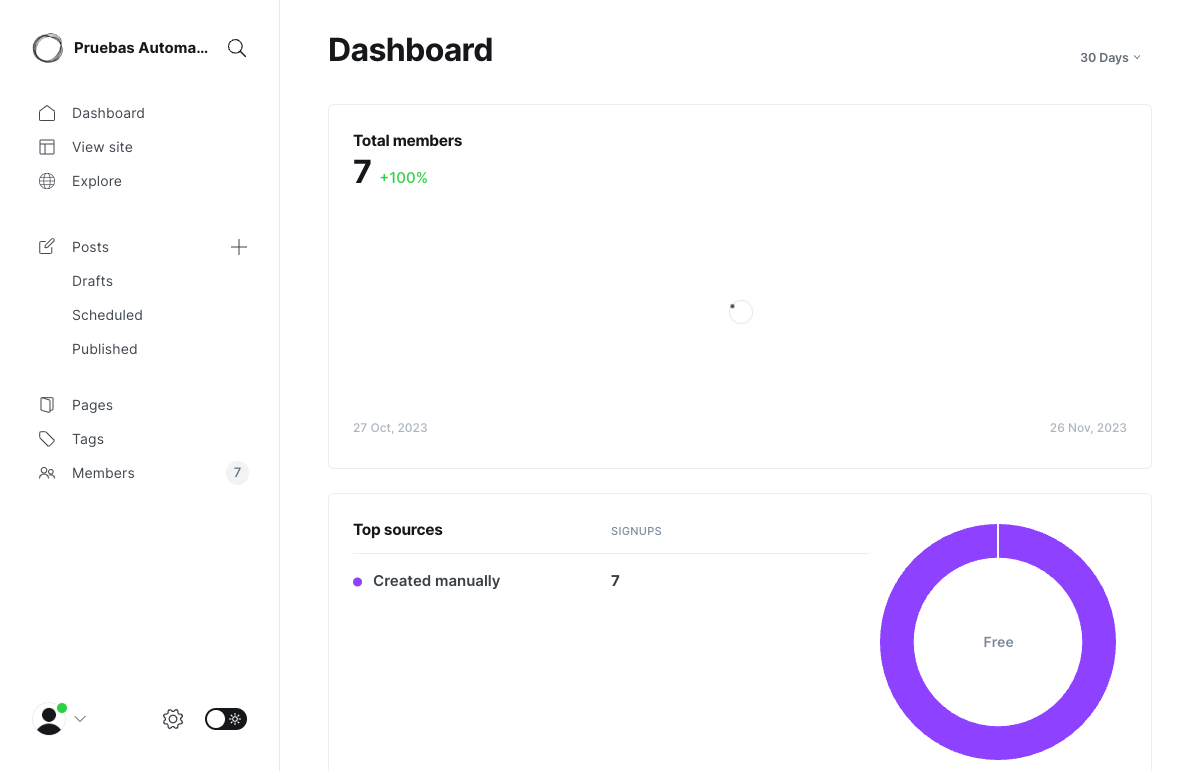 Pruebas Automa...
Dashboard
View site
Explore
Posts
Drafts
Scheduled
Published
Pages
Tags
Members
7
Dashboard
30 Days
Total members
7 +100%
27 Oct, 2023
26 Nov, 2023
Top sources
SIGNUPS
Created manually
7
Free